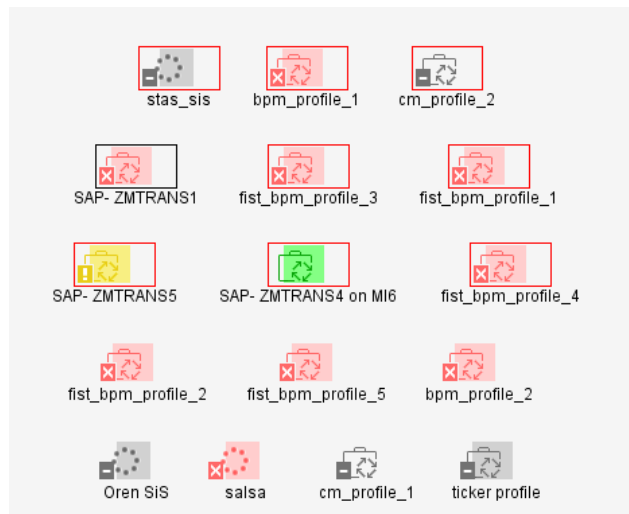 stas_sis
bpm_profile_1
cm_profile_2
SAP- ZMTRANS1
fist_bpm_profile_3
fist_bpm_profile_1
SAP- ZMTRANS5
SAP- ZMTRANS4 on MI6
fist_bpm_profile_4
fist_bpm_profile_2
fist_bpm_profile_5
bpm_profile_2
Oren SiS
salsa
cm_profile_1
ticker profile